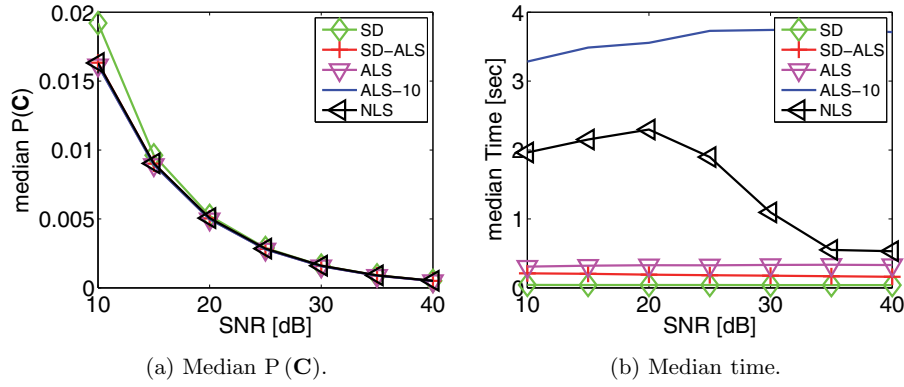 0.02
0.015
0.01
0.005
0
median P(C)
10
20
30
40
SNR [dB]
SD
SD−ALS
ALS
ALS−10
NLS
(a) Median P (C).
4
3
2
1
0
median Time [sec]
10
20
30
40
SNR [dB]
SD
SD−ALS
ALS
ALS−10
NLS
(b) Median time.